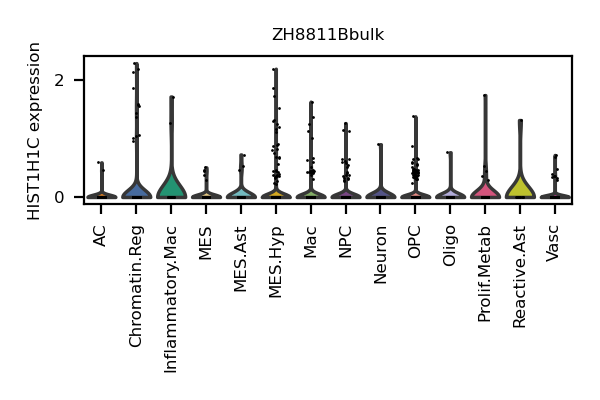 ZH8811Bbulk
HIST1H1C expression
2
0
AC
Chromatin.Reg
Inflammatory.Mac
MES
MES.Ast
MES.Hyp
Mac
NPC
Neuron
OPC
Oligo
Prolif.Metab
Reactive.Ast
Vasc